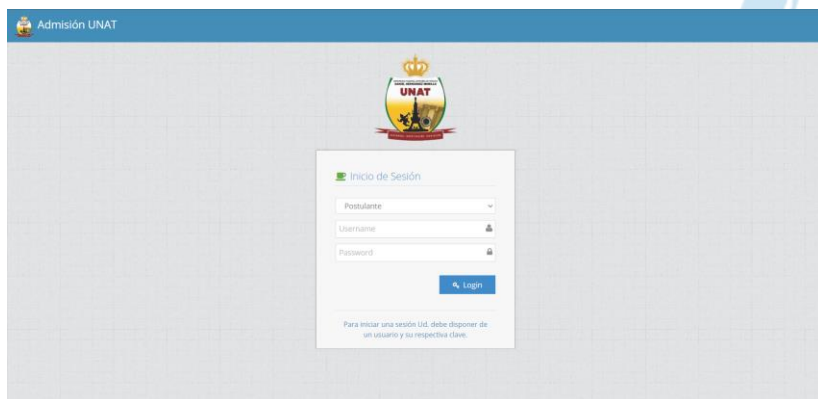 Admisión UNAT
UNAT
Inicio de Sesión
Postulante
Username
Password
Login
Para iniciar una sesión Ud. debe disponer de
un usuario y su respectiva clave.